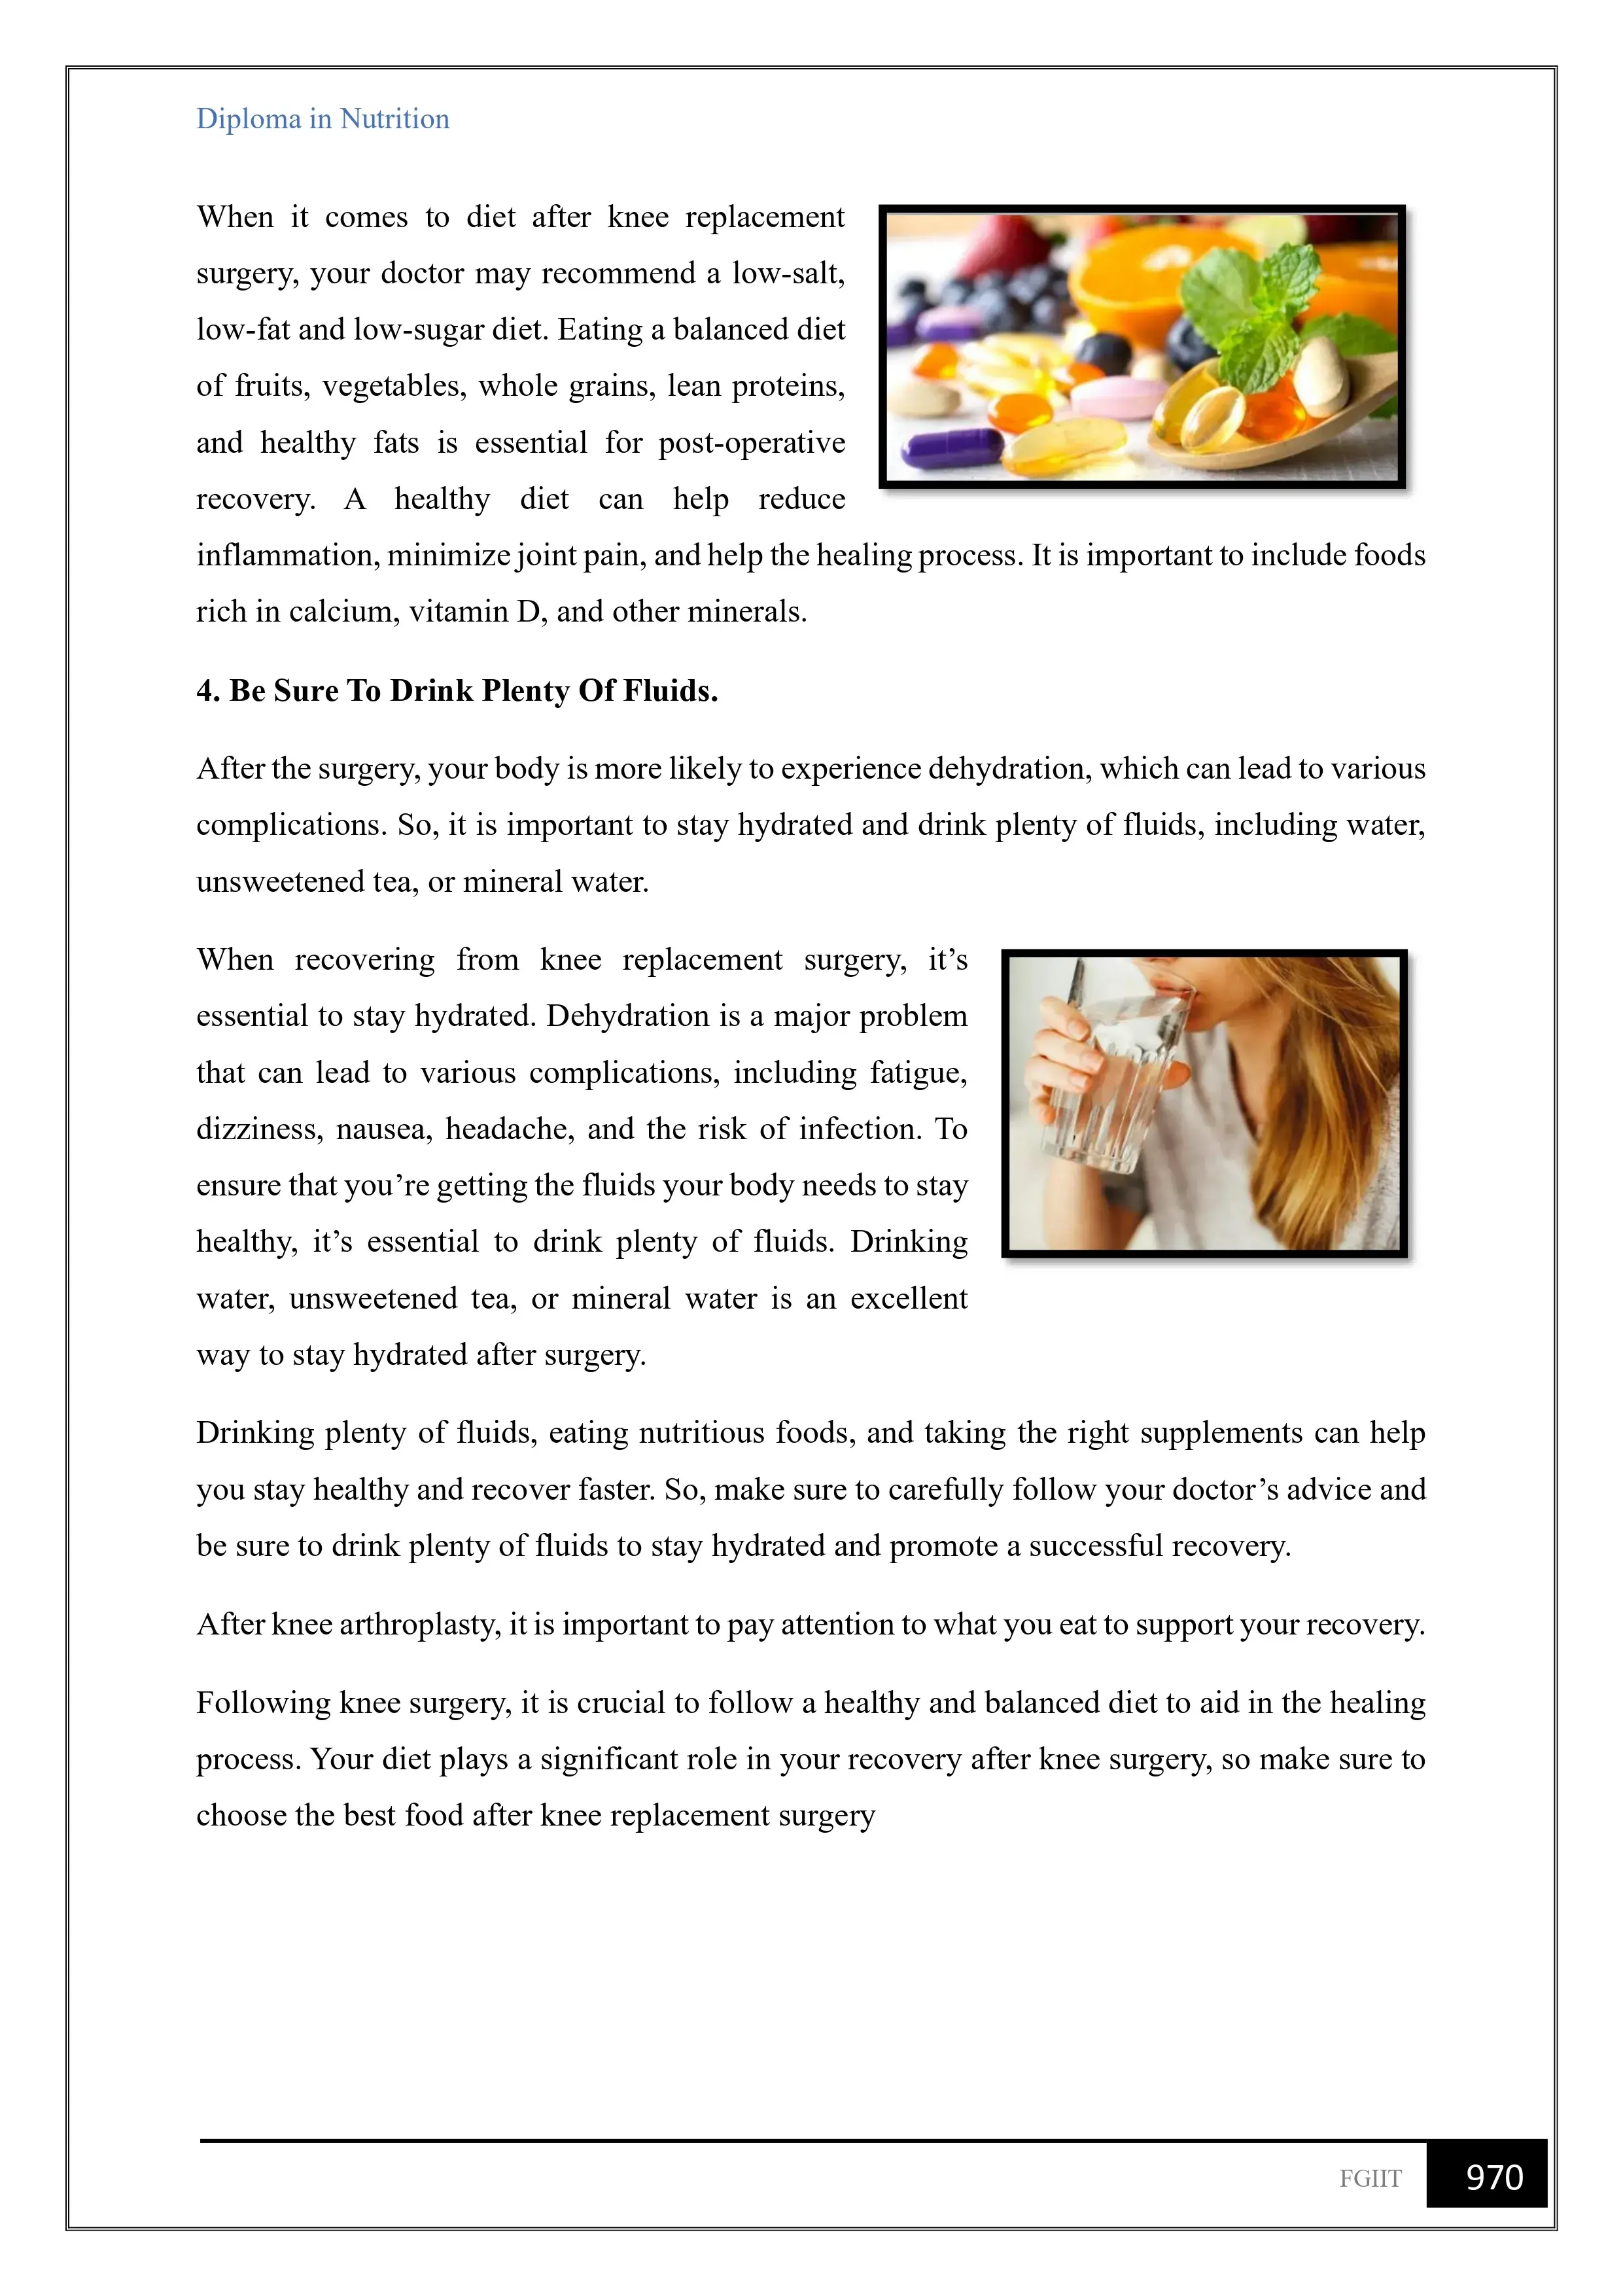 Diploma in Nutrition
When it comes to diet after knee replacement
surgery, your doctor may recommend a low-salt,
low-fat and low-sugar diet. Eating a balanced diet
of fruits, vegetables, whole grains, lean proteins,
and healthy fats is essential for post-operative
recovery. A healthy diet can help reduce
inflammation, minimize joint pain, and help the healing process. It is important to include foods
rich in calcium, vitamin D, and other minerals.
4. Be Sure To Drink Plenty Of Fluids.
After the surgery, your body is more likely to experience dehydration, which can lead to various
complications. So, it is important to stay hydrated and drink plenty of fluids, including water,
unsweetened tea, or mineral water.
When recovering from knee replacement surgery, it’s
essential to stay hydrated. Dehydration is a major problem
that can lead to various complications, including fatigue,
dizziness, nausea, headache, and the risk of infection. To
ensure that you’re getting the fluids your body needs to stay
healthy, it’s essential to drink plenty of fluids. Drinking
water, unsweetened tea, or mineral water is an excellent
way to stay hydrated after surgery.
Drinking plenty of fluids, eating nutritious foods, and taking the right supplements can help
you stay healthy and recover faster. So, make sure to carefully follow your doctor’s advice and
be sure to drink plenty of fluids to stay hydrated and promote a successful recovery.
After knee arthroplasty, it is important to pay attention to what you eat to support your recovery.
Following knee surgery, it is crucial to follow a healthy and balanced diet to aid in the healing
process. Your diet plays a significant role in your recovery after knee surgery, so make sure to
choose the best food after knee replacement surgery
FGIIT 970